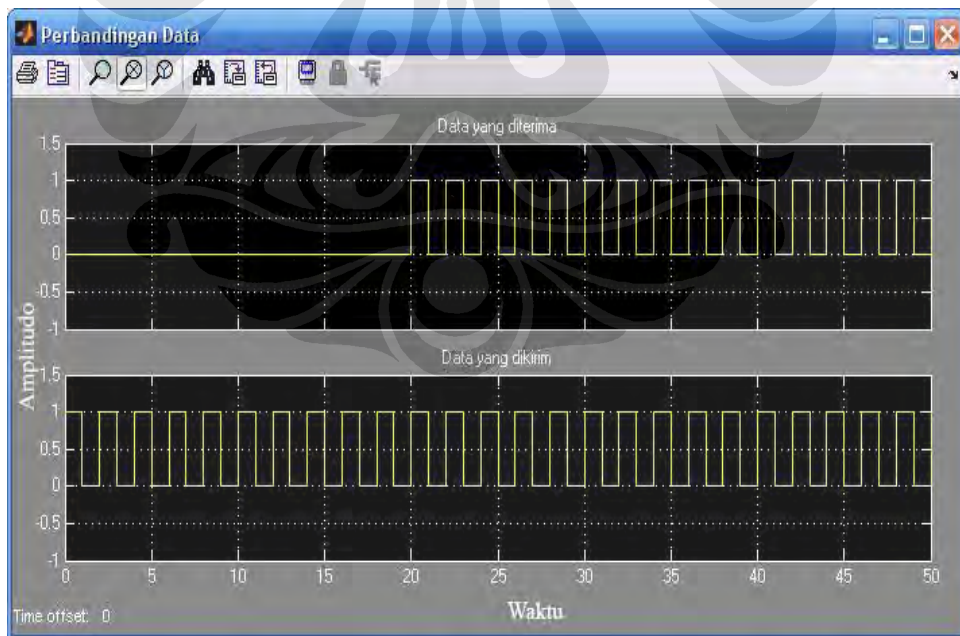 Perbandingan Data
Data yang diterima
1.5
1
0.5
0
-0.5
-1
Amplitudo
Data yang dikirim
1.5
1
0.5
0
-0.5
-1
0 5 10 15 20 25 30 35 40 45 50
Waktu
Time offset: 0